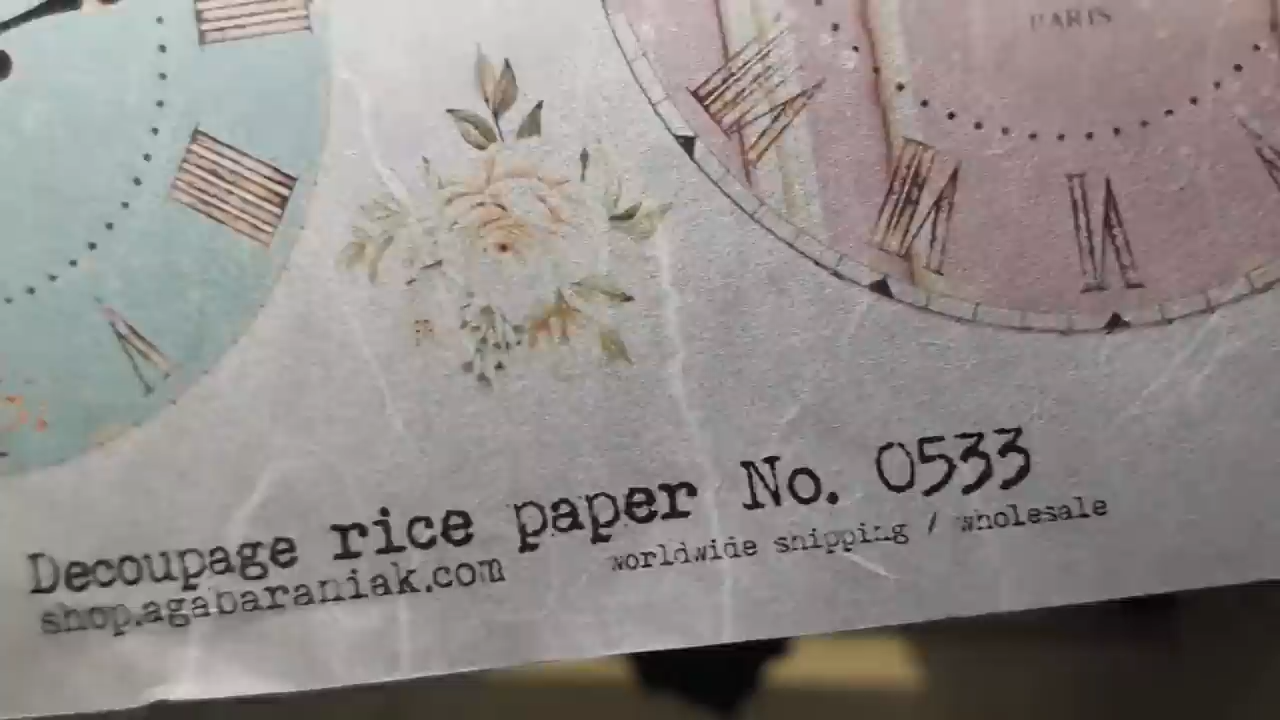 PARIS
Decoupage rice paper No. 0533
shop.agabaraniak.com
worldwide shipping / wholesale